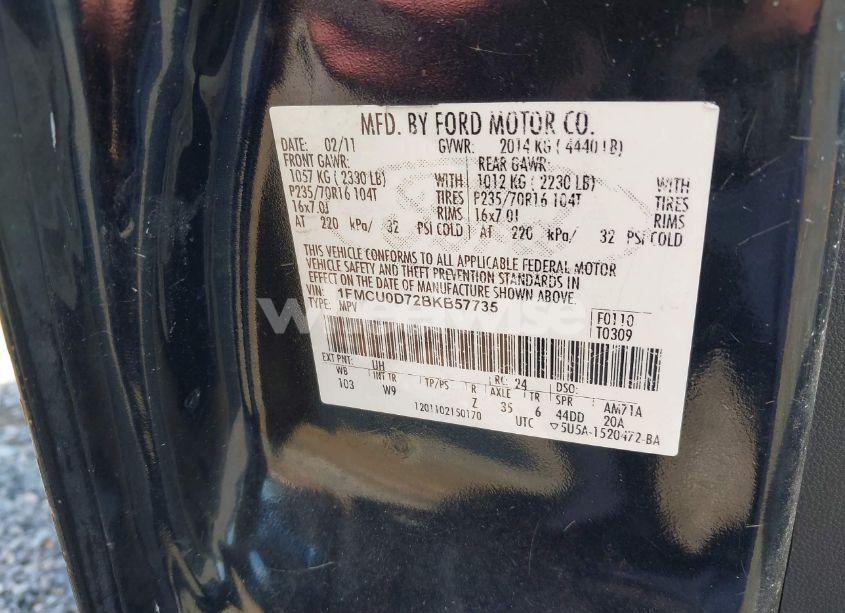 MFD. BY FORD MOTOR CO.
DATE: 02/11 GVWR: 2014 KG ( 4440 LB)
FRONT GAWR: REAR GAWR:
1057 KG ( 2330 LB) WITH 1012 KG ( 2230 LB) WITH
P235/70R16 104T TIRES P235/70R16 104T TIRES
16x7.0J RIMS 16x7.0J RIMS
AT 220 kPa/ 32 PSI COLD AT 220 kPa/ 32 PSI COLD
THIS VEHICLE CONFORMS TO ALL APPLICABLE FEDERAL MOTOR
VEHICLE SAFETY AND THEFT PREVENTION STANDARDS IN
EFFECT ON THE DATE OF MANUFACTURE SHOWN ABOVE.
VIN: 1FMCU0D72BKB57735 F0110
TYPE: MPV T0309
EXT PNT: UH RC: 24 DSO:
WB INT TR TP/PS R AXLE TR SPR AM71A
103 W9 Z 35 6 44DD 20A
1201102150170 UTC ▽5U5A-1520472-BA